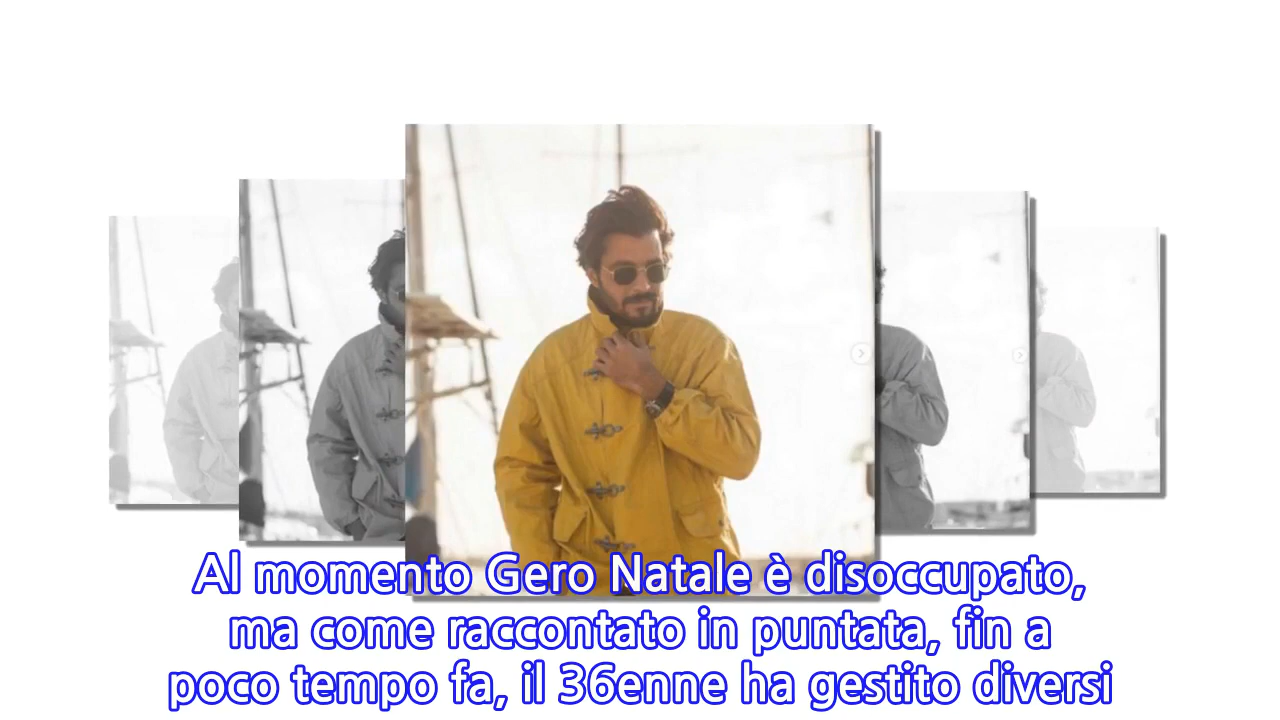 Al momento Gero Natale è disoccupato,
ma come raccontato in puntata, fin a
poco tempo fa, il 36enne ha gestito diversi